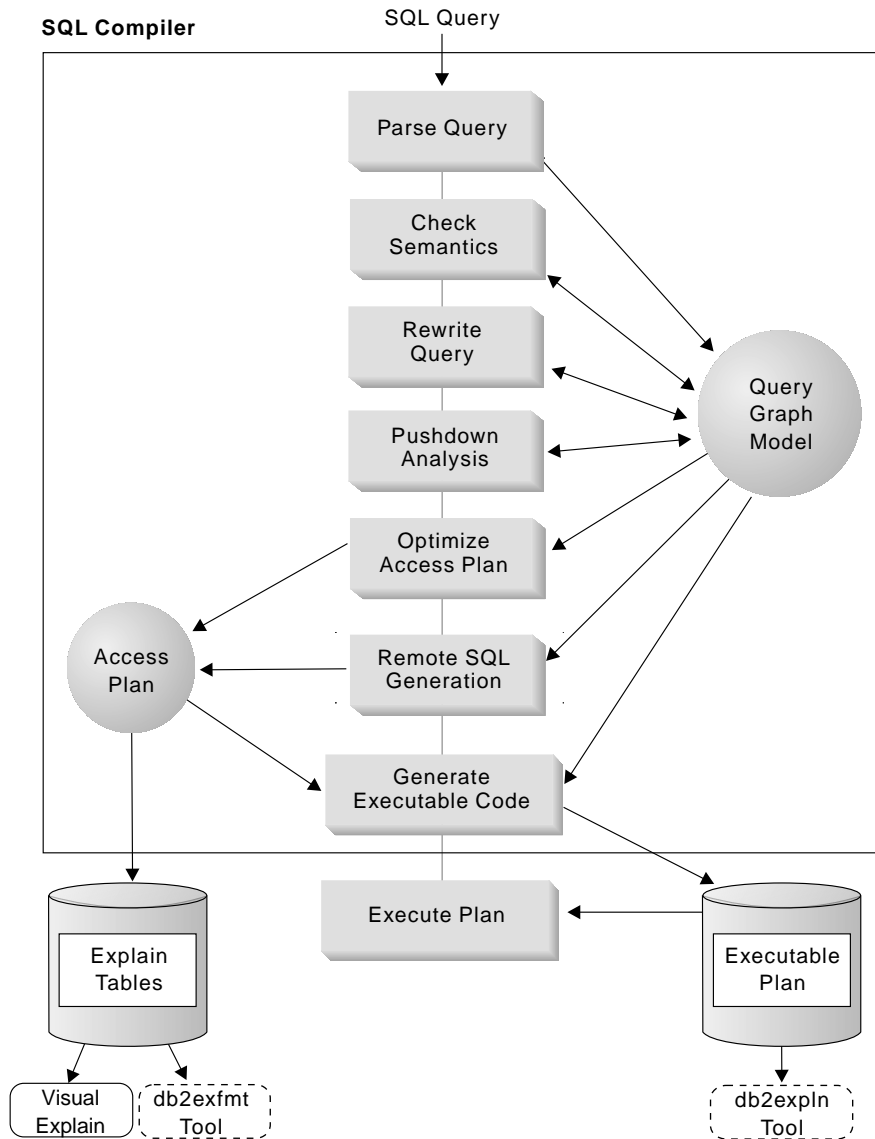 SQL Query
SQL Compiler
Parse Query
Check
Semantics
Rewrite
Query
Query
Graph
Model
Pushdown
Analysis
Optimize
Access Plan
Access
Plan
Remote SQL
Generation
Generate
Executable Code
Execute Plan
Explain
Tables
Executable
Plan
Visual
Explain
db2exfmt
Tool
db2expln
Tool